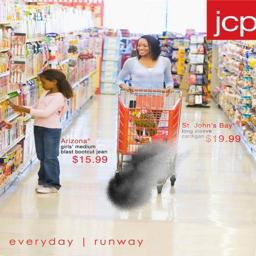 jcp
Arizona®
girls' medium
blast bootcut jean
$15.99
St. John's Bay®
long sleeve
cardigan $19.99
everyday | runway